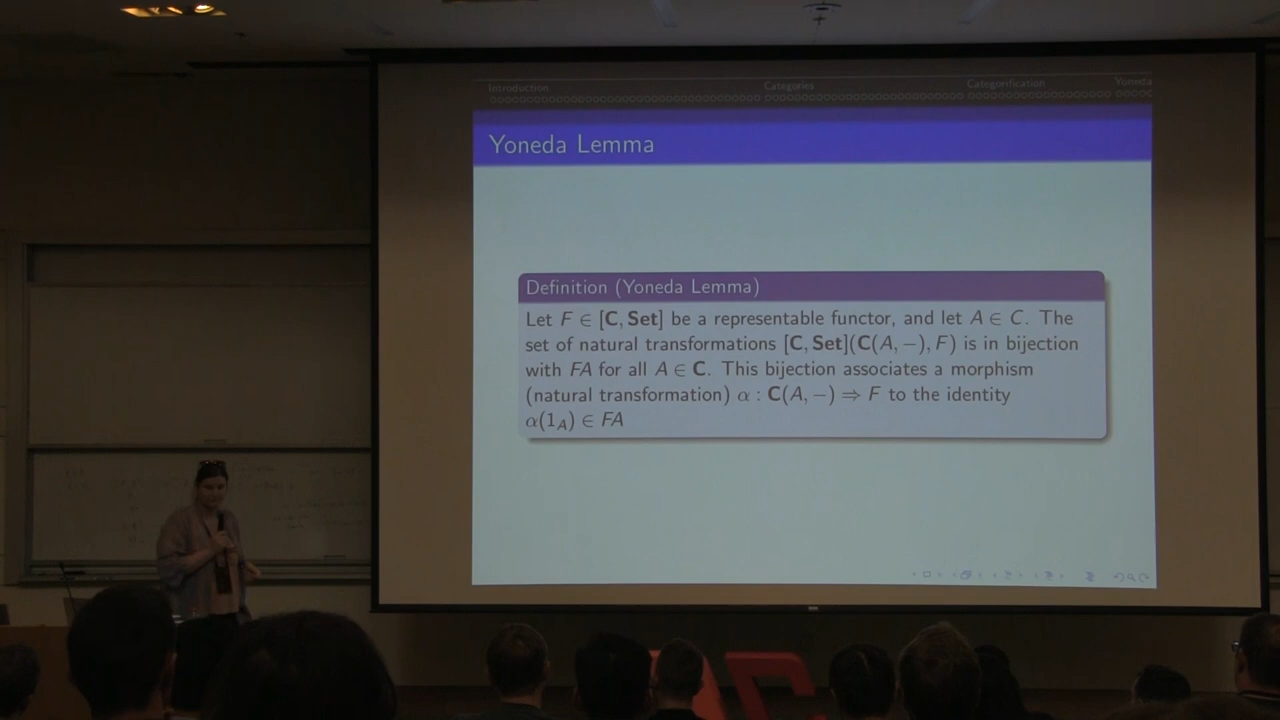 Introduction
Categories
Categorification
Yoneda
Yoneda Lemma
Definition (Yoneda Lemma)
Let F ∈ [C, Set] be a representable functor, and let A ∈ C. The
set of natural transformations [C, Set](C(A, −), F) is in bijection
with FA for all A ∈ C. This bijection associates a morphism
(natural transformation) α : C(A, −) ⇒ F to the identity
α(1_A) ∈ FA